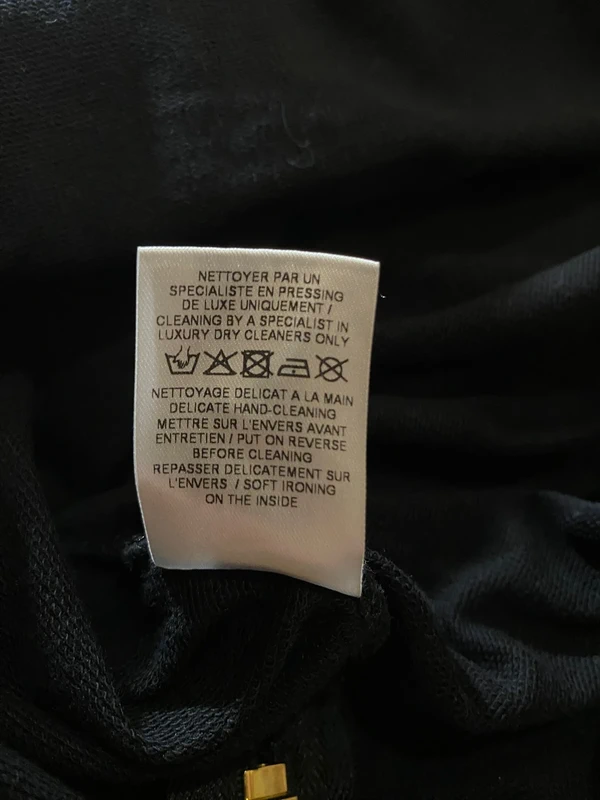 NETTOYER PAR UN
SPECIALISTE EN PRESSING
DE LUXE UNIQUEMENT /
CLEANING BY A SPECIALIST IN
LUXURY DRY CLEANERS ONLY
NETTOYAGE DELICAT A LA MAIN
DELICATE HAND-CLEANING
METTRE SUR L'ENVERS AVANT
ENTRETIEN / PUT ON REVERSE
BEFORE CLEANING
REPASSER DELICATEMENT SUR
L'ENVERS / SOFT IRONING
ON THE INSIDE